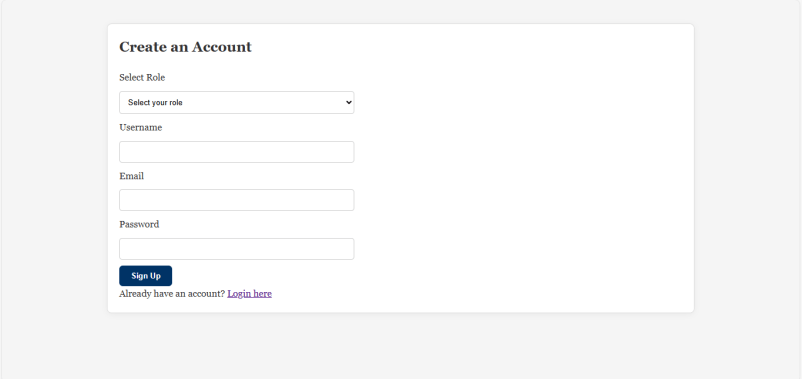 Create an Account
Select Role
Select your role
Username
Email
Password
Sign Up
Already have an account? Login here